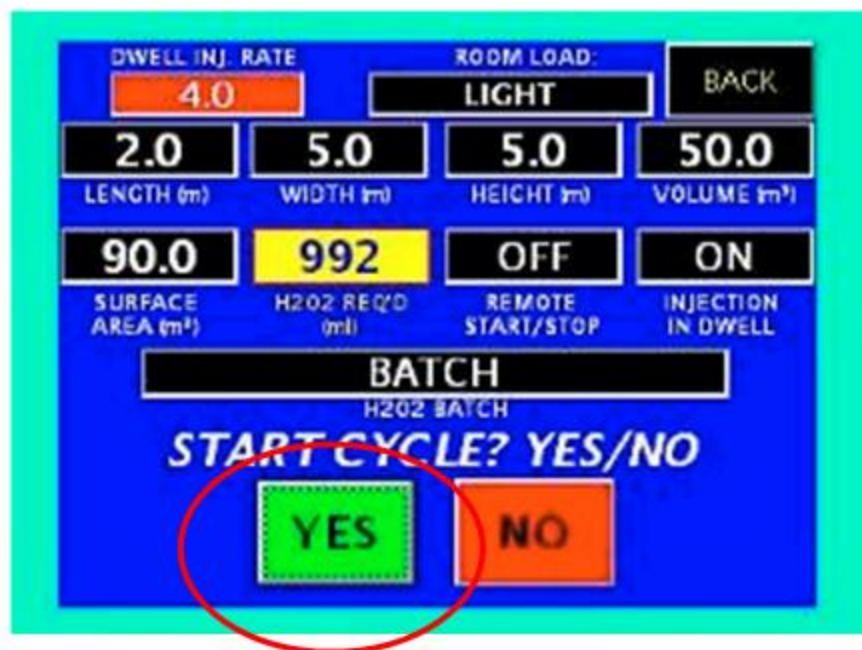 DWELL INJ. RATE ROOM LOAD:
4.0 LIGHT BACK
2.0 5.0 5.0 50.0
LENGTH (m) WIDTH (m) HEIGHT (m) VOLUME (m³)
90.0 992 OFF ON
SURFACE AREA (m²) H2O2 REQ'D (ml) REMOTE START/STOP INJECTION IN DWELL
BATCH
H2O2 BATCH
START CYCLE? YES/NO
YES NO